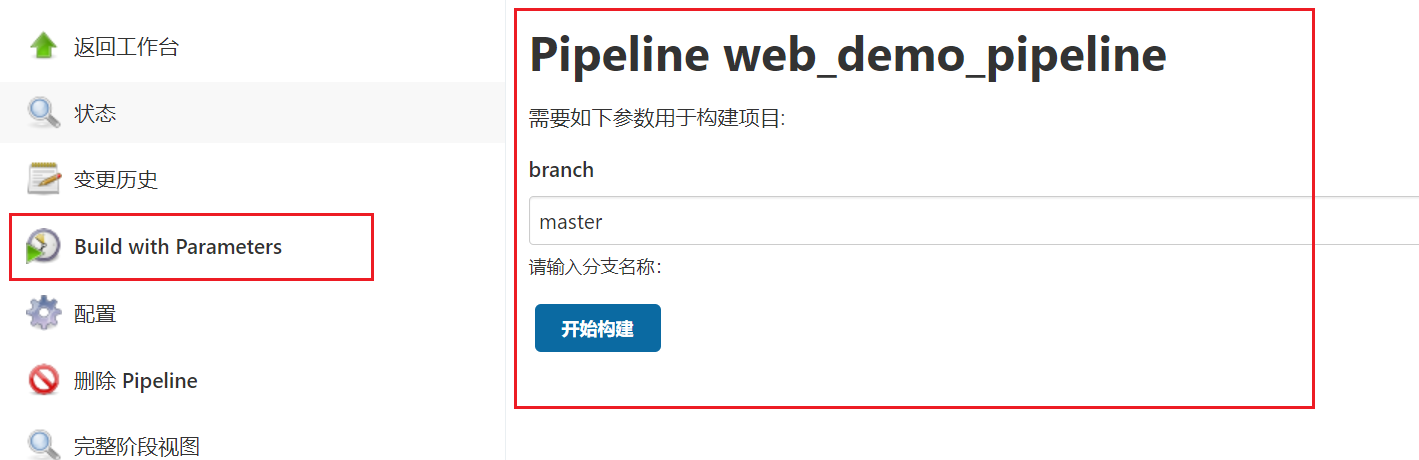 返回工作台
状态
变更历史
Build with Parameters
配置
删除 Pipeline
完整阶段视图
Pipeline web_demo_pipeline
需要如下参数用于构建项目:
branch
master
请输入分支名称：
开始构建